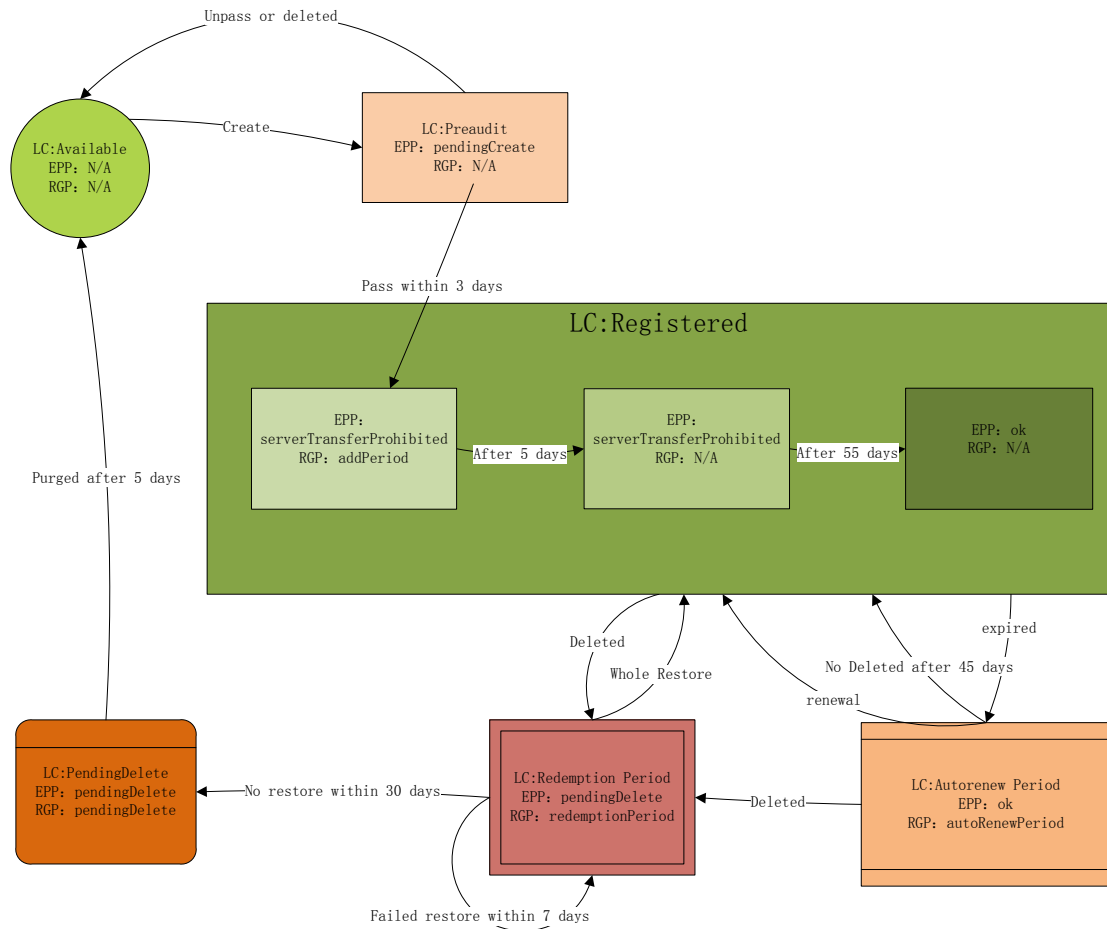 Unpass or deleted
Create
LC:Available
EPP: N/A
RGP: N/A
LC:Preaudit
EPP: pendingCreate
RGP: N/A
Pass within 3 days
LC:Registered
EPP:
serverTransferProhibited
RGP: addPeriod
After 5 days
EPP:
serverTransferProhibited
RGP: N/A
After 55 days
EPP: ok
RGP: N/A
Purged after 5 days
Deleted
Whole Restore
expired
No Deleted after 45 days
renewal
LC:PendingDelete
EPP: pendingDelete
RGP: pendingDelete
No restore within 30 days
LC:Redemption Period
EPP: pendingDelete
RGP: redemptionPeriod
Deleted
LC:Autorenew Period
EPP: ok
RGP: autoRenewPeriod
Failed restore within 7 days